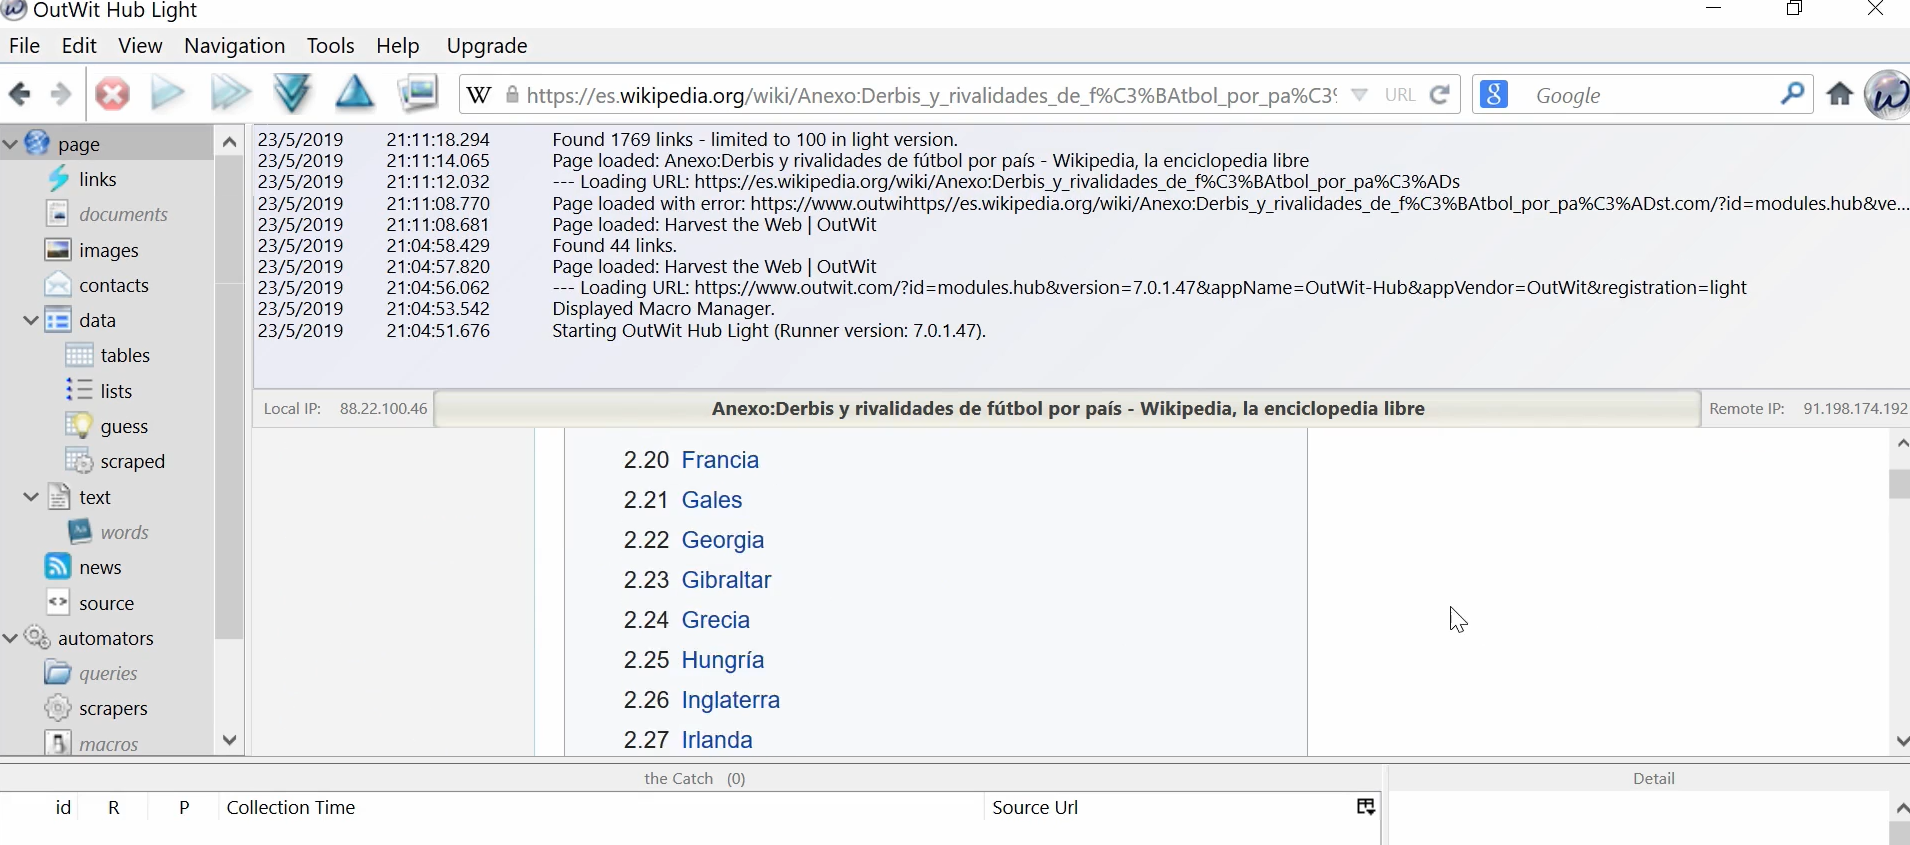 OutWit Hub Light
File Edit View Navigation Tools Help Upgrade
W https://es.wikipedia.org/wiki/Anexo:Derbis_y_rivalidades_de_f%C3%BAtbol_por_pa%C3% URL Google
page
links
documents
images
contacts
data
tables
lists
guess
scraped
text
words
news
source
automators
queries
scrapers
macros
23/5/2019 21:11:18.294 Found 1769 links - limited to 100 in light version.
23/5/2019 21:11:14.065 Page loaded: Anexo:Derbis y rivalidades de fútbol por país - Wikipedia, la enciclopedia libre
23/5/2019 21:11:12.032 --- Loading URL: https://es.wikipedia.org/wiki/Anexo:Derbis_y_rivalidades_de_f%C3%BAtbol_por_pa%C3%ADs
23/5/2019 21:11:08.770 Page loaded with error: https://www.outwihttps//es.wikipedia.org/wiki/Anexo:Derbis_y_rivalidades_de_f%C3%BAtbol_por_pa%C3%ADst.com/?id=modules.hub&ve...
23/5/2019 21:11:08.681 Page loaded: Harvest the Web | OutWit
23/5/2019 21:04:58.429 Found 44 links.
23/5/2019 21:04:57.820 Page loaded: Harvest the Web | OutWit
23/5/2019 21:04:56.062 --- Loading URL: https://www.outwit.com/?id=modules.hub&version=7.0.1.47&appName=OutWit-Hub&appVendor=OutWit&registration=light
23/5/2019 21:04:53.542 Displayed Macro Manager.
23/5/2019 21:04:51.676 Starting OutWit Hub Light (Runner version: 7.0.1.47).
Local IP: 88.22.100.46 Anexo:Derbis y rivalidades de fútbol por país - Wikipedia, la enciclopedia libre Remote IP: 91.198.174.192
2.20 Francia
2.21 Gales
2.22 Georgia
2.23 Gibraltar
2.24 Grecia
2.25 Hungría
2.26 Inglaterra
2.27 Irlanda
the Catch (0) Detail
id R P Collection Time Source Url